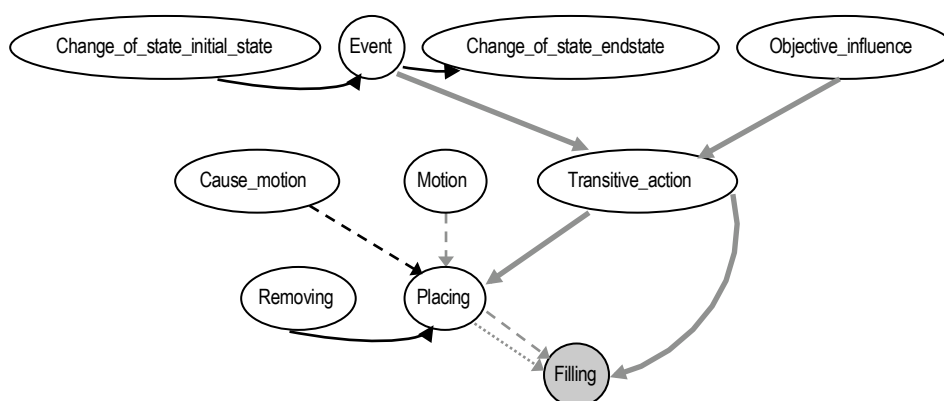 Change_of_state_initial_state
Event
Change_of_state_endstate
Objective_influence
Cause_motion
Motion
Transitive_action
Removing
Placing
Filling